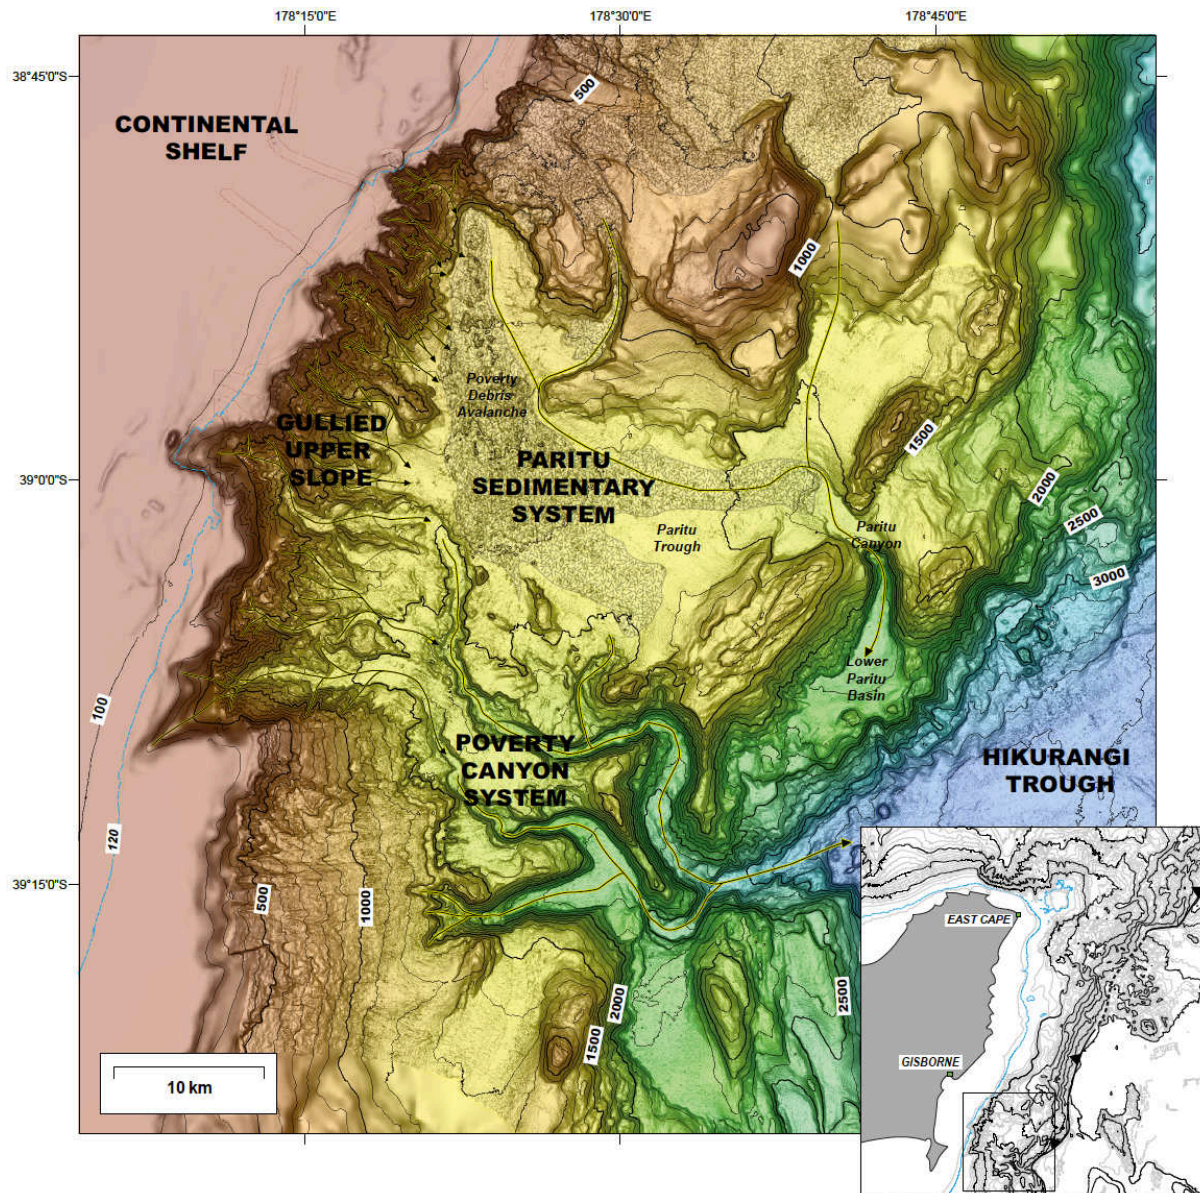 178°15'0"E
178°30'0"E
178°45'0"E
38°45'0"S
500
CONTINENTAL
SHELF
1000
Poverty
Debris
Avalanche
GULLIED
UPPER
SLOPE
1500
39°0'0"S
PARITU
SEDIMENTARY
SYSTEM
2000
2500
Paritu
Trough
Paritu
Canyon
3000
Lower
Paritu
Basin
100
POVERTY
CANYON
SYSTEM
HIKURANGI
TROUGH
120
39°15'0"S
500
1000
EAST CAPE
2000
2500
1500
GISBORNE
10 km